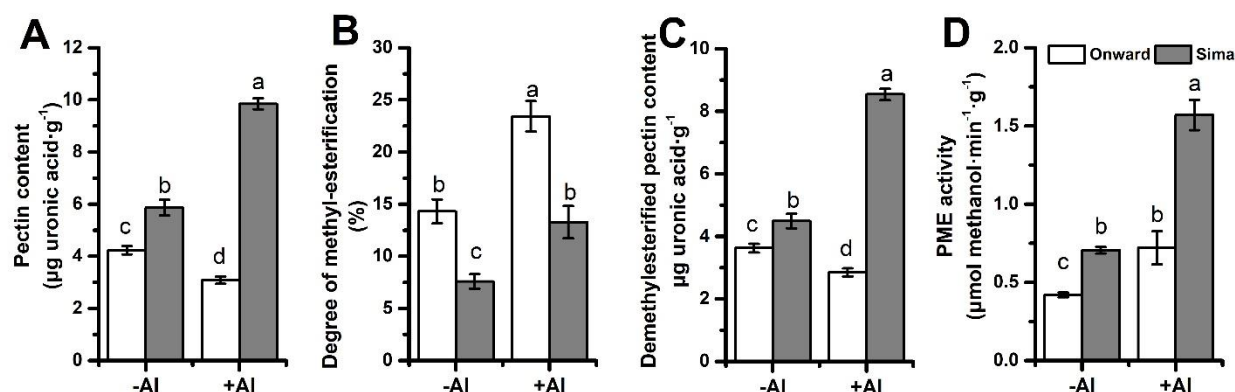 A
Pectin content
(µg uronic acid·g-1)
12
10
8
6
4
2
0
c
b
d
a
-Al
+Al
B
Degree of methyl-esterification
(%)
30
25
20
15
10
5
0
b
c
a
b
-Al
+Al
C
Demethylesterified pectin content
µg uronic acid·g-1
10
8
6
4
2
0
c
b
d
a
-Al
+Al
D
PME activity
(µmol methanol·min-1·g-1)
2.0
1.5
1.0
0.5
0.0
Onward Sima
c
b
b
a
-Al
+Al